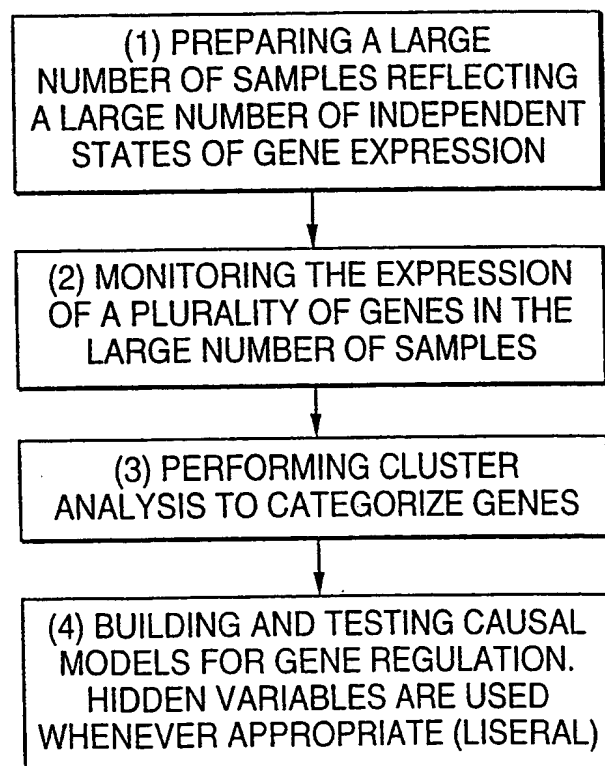 (1) PREPARING A LARGE
NUMBER OF SAMPLES REFLECTING
A LARGE NUMBER OF INDEPENDENT
STATES OF GENE EXPRESSION
(2) MONITORING THE EXPRESSION
OF A PLURALITY OF GENES IN THE
LARGE NUMBER OF SAMPLES
(3) PERFORMING CLUSTER
ANALYSIS TO CATEGORIZE GENES
(4) BUILDING AND TESTING CAUSAL
MODELS FOR GENE REGULATION.
HIDDEN VARIABLES ARE USED
WHENEVER APPROPRIATE (LISERAL)